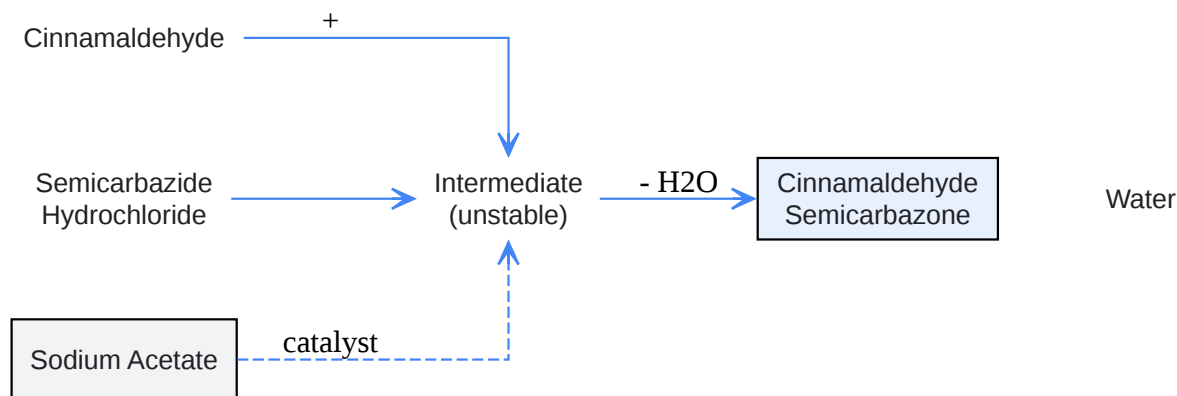 +
Cinnamaldehyde
Semicarbazide
Hydrochloride
Intermediate
(unstable)
- H2O
Cinnamaldehyde
Semicarbazone
Water
catalyst
Sodium Acetate